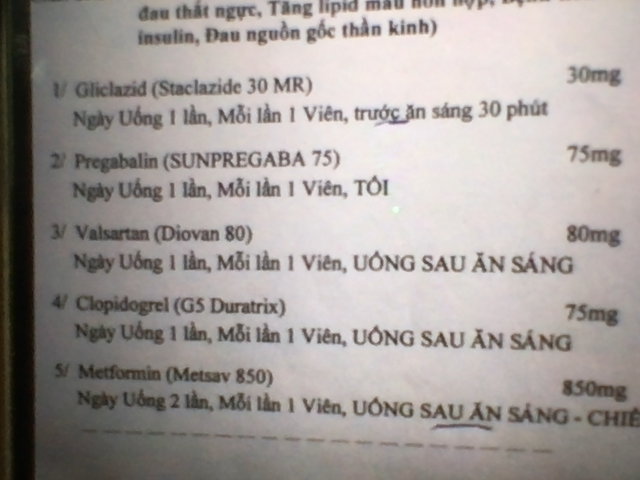 đau thắt ngực, Tăng lipid máu hỗn hợp,
insulin, Đau nguồn gốc thần kinh)
1/ Gliclazid (Staclazide 30 MR) 30mg
Ngày Uống 1 lần, Mỗi lần 1 Viên, trước ăn sáng 30 phút
2/ Pregabalin (SUNPREGABA 75) 75mg
Ngày Uống 1 lần, Mỗi lần 1 Viên, TỐI
3/ Valsartan (Diovan 80) 80mg
Ngày Uống 1 lần, Mỗi lần 1 Viên, UỐNG SAU ĂN SÁNG
4/ Clopidogrel (G5 Duratrix) 75mg
Ngày Uống 1 lần, Mỗi lần 1 Viên, UỐNG SAU ĂN SÁNG
5/ Metformin (Metsav 850) 850mg
Ngày Uống 2 lần, Mỗi lần 1 Viên, UỐNG SAU ĂN SÁNG - CHIỀ